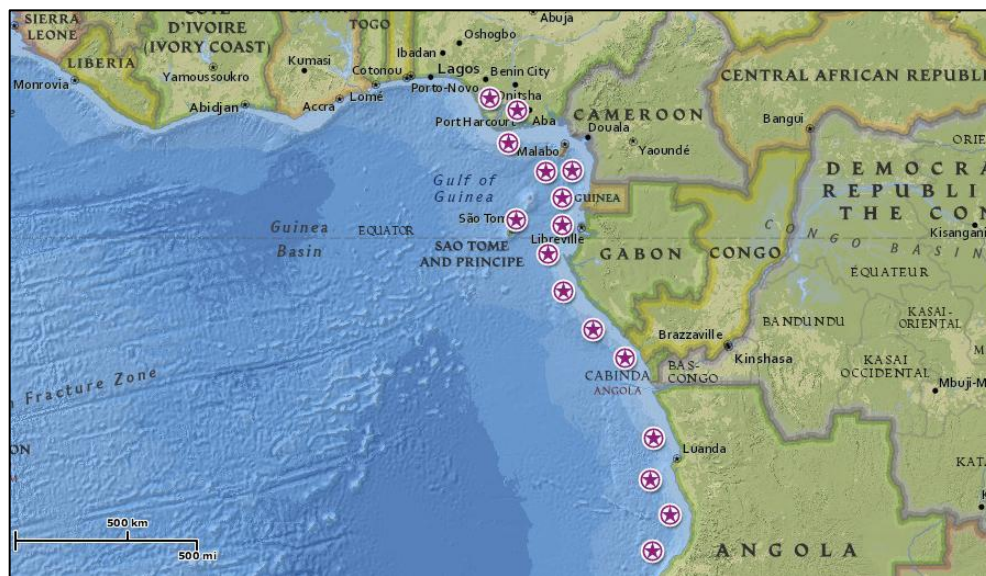 SIERRA
LEONE
CÔTE
D'IVOIRE
(IVORY COAST)
TOGO
Abuja
Oshogbo
Ibadan
LIBERIA
Yamoussoukro
Kumasi
Cotonou
Lagos
Benin City
Monrovia
Porto-Novo
Onitsha
Abidjan
Accra
Lomé
Port Harcourt
Aba
CENTRAL AFRICAN REPUBLIC
CAMEROON
Bangui
Douala
Malabo
Yaoundé
DEMOCRA
REPUBLI
THE CON
Gulf of
Guinea
GUINEA
São Tom
Kisangani
Guinea
Basin
EQUATOR
Libreville
SAO TOME
AND PRINCIPE
GABON
CONGO
CONGO BASIN
ÉQUATEUR
KASAI-
ORIENTAL
BANDUNDU
Brazzaville
Kinshasa
BAS-
CONGO
KASAI
OCCIDENTAL
CABINDA
ANGOLA
Mbuji-M
Fracture Zone
Luanda
KATA
500 km
500 mi
ANGOLA